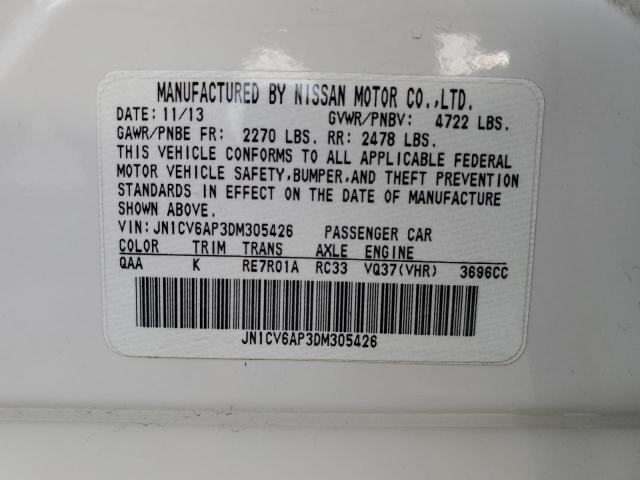 MANUFACTURED BY NISSAN MOTOR CO.,LTD.
DATE: 11/13 GVWR/PNBV: 4722 LBS.
GAWR/PNBE FR: 2270 LBS. RR: 2478 LBS.
THIS VEHICLE CONFORMS TO ALL APPLICABLE FEDERAL
MOTOR VEHICLE SAFETY,BUMPER,AND THEFT PREVENTION
STANDARDS IN EFFECT ON THE DATE OF MANUFACTURE
SHOWN ABOVE.
VIN: JN1CV6AP3DM305426 PASSENGER CAR
COLOR TRIM TRANS AXLE ENGINE
QAA K RE7R01A RC33 VQ37(VHR) 3696CC
JN1CV6AP3DM305426